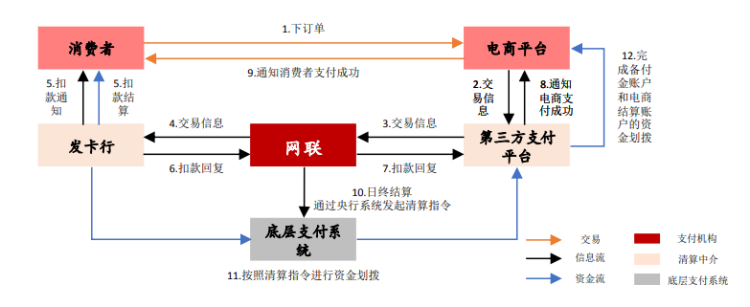 1.下订单
消费者
电商平台
9.通知消费者支付成功
5.扣
款通
知
5.扣
款结
算
2.交
易信
息
8.通知
电商支
付成功
12.完
成备付
金账户
和电商
结算账
户的资
金划拨
4.交易信息
3.交易信息
发卡行
网联
第三方支付
平台
6.扣款回复
7.扣款回复
10.日终结算
通过央行系统发起清算指令
底层支付系
统
11.按照清算指令进行资金划拨
交易
支付机构
信息流
清算中介
资金流
底层支付系统